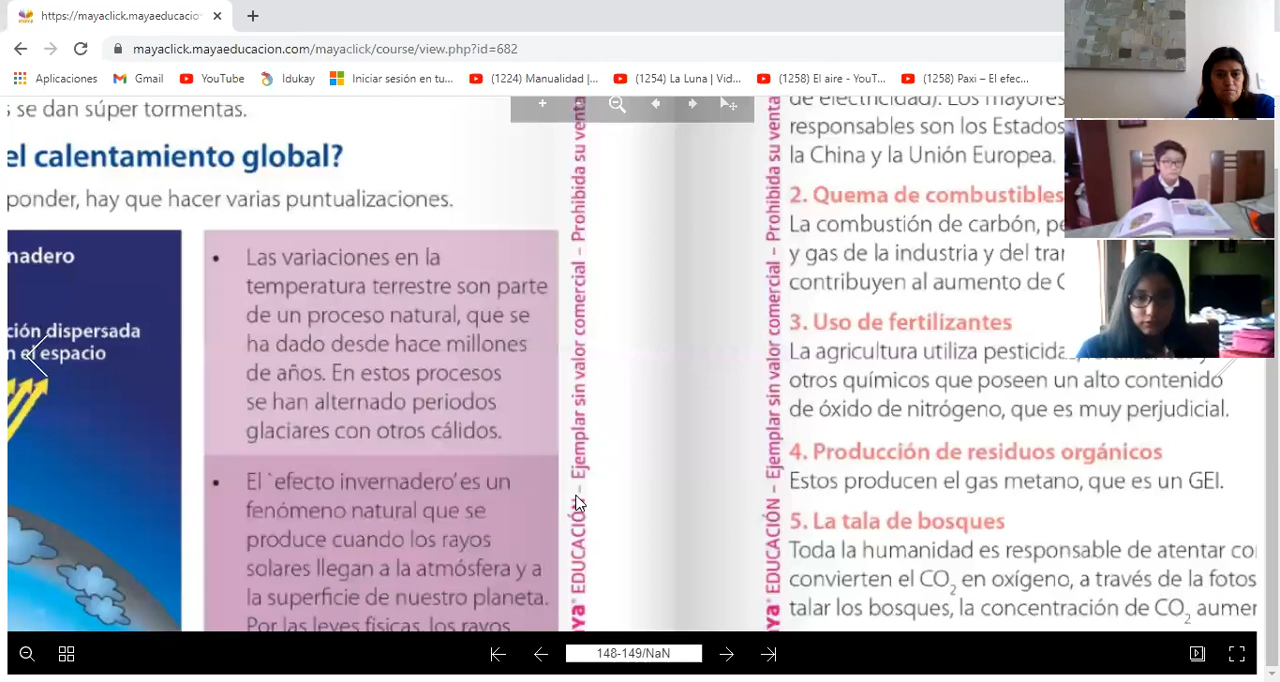 https://mayaclick.mayaeducacio
mayaclick.mayaeducacion.com/mayaclick/course/view.php?id=682
Aplicaciones
Gmail
YouTube
Idukay
Iniciar sesión en tu...
(1224) Manualidad |...
(1254) La Luna | Vid...
(1258) El aire - YouT...
(1258) Paxi – El efec...
s se dan súper tormentas.
el calentamiento global?
ponder, hay que hacer varias puntualizaciones.
nadero
ción dispersada
n el espacio
• Las variaciones en la
temperatura terrestre son parte
de un proceso natural, que se
ha dado desde hace millones
de años. En estos procesos
se han alternado periodos
glaciares con otros cálidos.
• El `efecto invernadero' es un
fenómeno natural que se
produce cuando los rayos
solares llegan a la atmósfera y a
la superficie de nuestro planeta.
Por las leyes físicas, los rayos
ya® EDUCACIÓN – Ejemplar sin valor comercial – Prohibida su venta
ya® EDUCACIÓN – Ejemplar sin valor comercial – Prohibida su venta
de electricidad). Los mayores
responsables son los Estados
la China y la Unión Europea.
2. Quema de combustibles
La combustión de carbón, pe
y gas de la industria y del tra
contribuyen al aumento de
3. Uso de fertilizantes
La agricultura utiliza pesticidas,
otros químicos que poseen un alto contenido
de óxido de nitrógeno, que es muy perjudicial.
4. Producción de residuos orgánicos
Estos producen el gas metano, que es un GEI.
5. La tala de bosques
Toda la humanidad es responsable de atentar co
convierten el CO₂ en oxígeno, a través de la fotos
talar los bosques, la concentración de CO₂ aumen
148-149/NaN